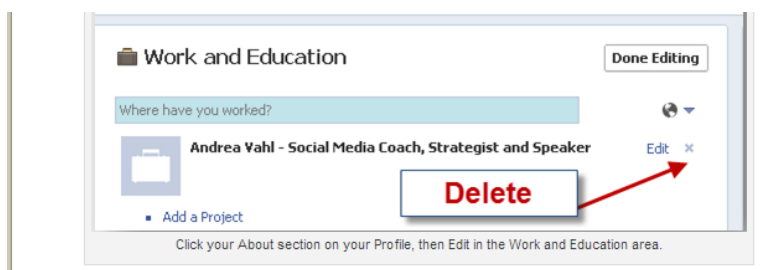 Work and Education
Done Editing
Where have you worked?
Andrea Vahl - Social Media Coach, Strategist and Speaker
Edit ×
Delete
Add a Project
Click your About section on your Profile, then Edit in the Work and Education area.